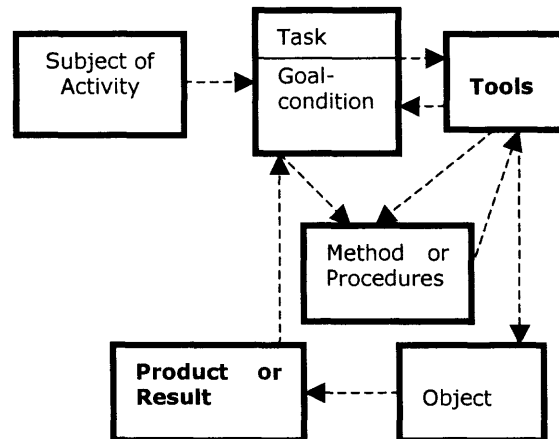 Subject of
Activity
Task
Goal-
condition
Tools
Method or
Procedures
Product or
Result
Object